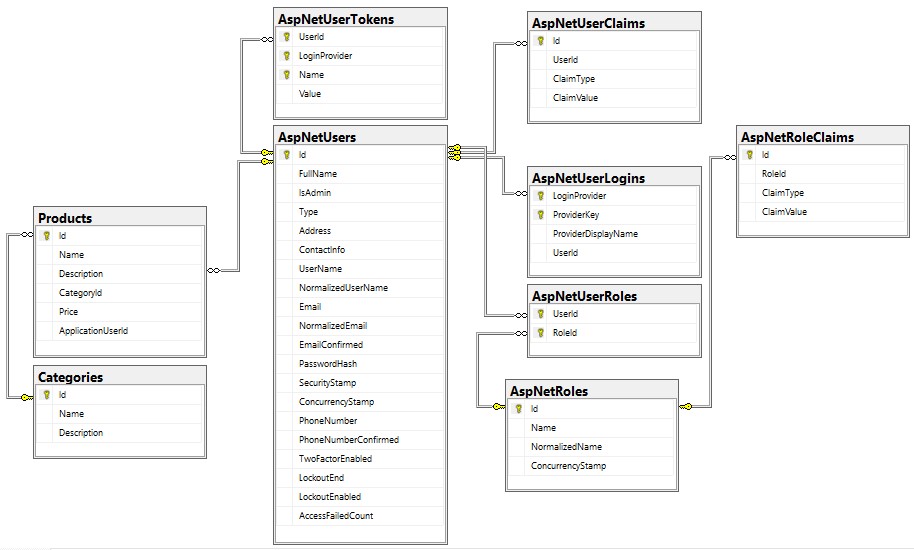 AspNetUserTokens
UserId
LoginProvider
Name
Value
AspNetUserClaims
Id
UserId
ClaimType
ClaimValue
AspNetUsers
Id
FullName
IsAdmin
Type
Address
ContactInfo
UserName
NormalizedUserName
Email
NormalizedEmail
EmailConfirmed
PasswordHash
SecurityStamp
ConcurrencyStamp
PhoneNumber
PhoneNumberConfirmed
TwoFactorEnabled
LockoutEnd
LockoutEnabled
AccessFailedCount
AspNetRoleClaims
Id
RoleId
ClaimType
ClaimValue
AspNetUserLogins
LoginProvider
ProviderKey
ProviderDisplayName
UserId
Products
Id
Name
Description
CategoryId
Price
ApplicationUserId
AspNetUserRoles
UserId
RoleId
Categories
Id
Name
Description
AspNetRoles
Id
Name
NormalizedName
ConcurrencyStamp